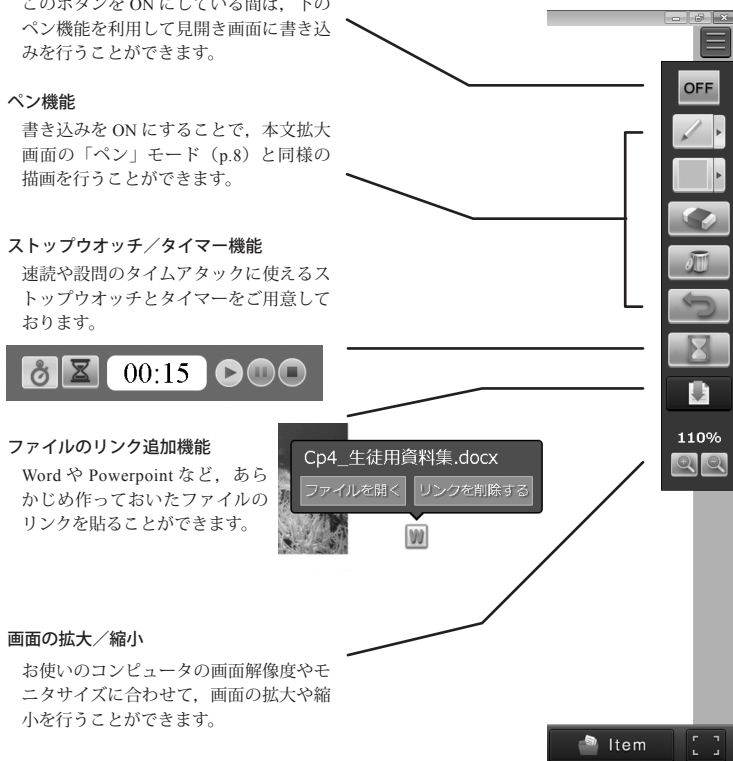 このボタンを ON にしている間は，下の
ペン機能を利用して見開き画面に書き込
みを行うことができます。
ペン機能
書き込みを ON にすることで，本文拡大
画面の「ペン」モード（p.8）と同様の
描画を行うことができます。
ストップウオッチ／タイマー機能
速読や設問のタイムアタックに使えるス
トップウオッチとタイマーをご用意して
おります。
00:15
ファイルのリンク追加機能
Word や Powerpoint など，あら
かじめ作っておいたファイルの
リンクを貼ることができます。
Cp4_生徒用資料集.docx
ファイルを開く
リンクを削除する
W
画面の拡大／縮小
お使いのコンピュータの画面解像度やモ
ニタサイズに合わせて，画面の拡大や縮
小を行うことができます。
OFF
110%
Item